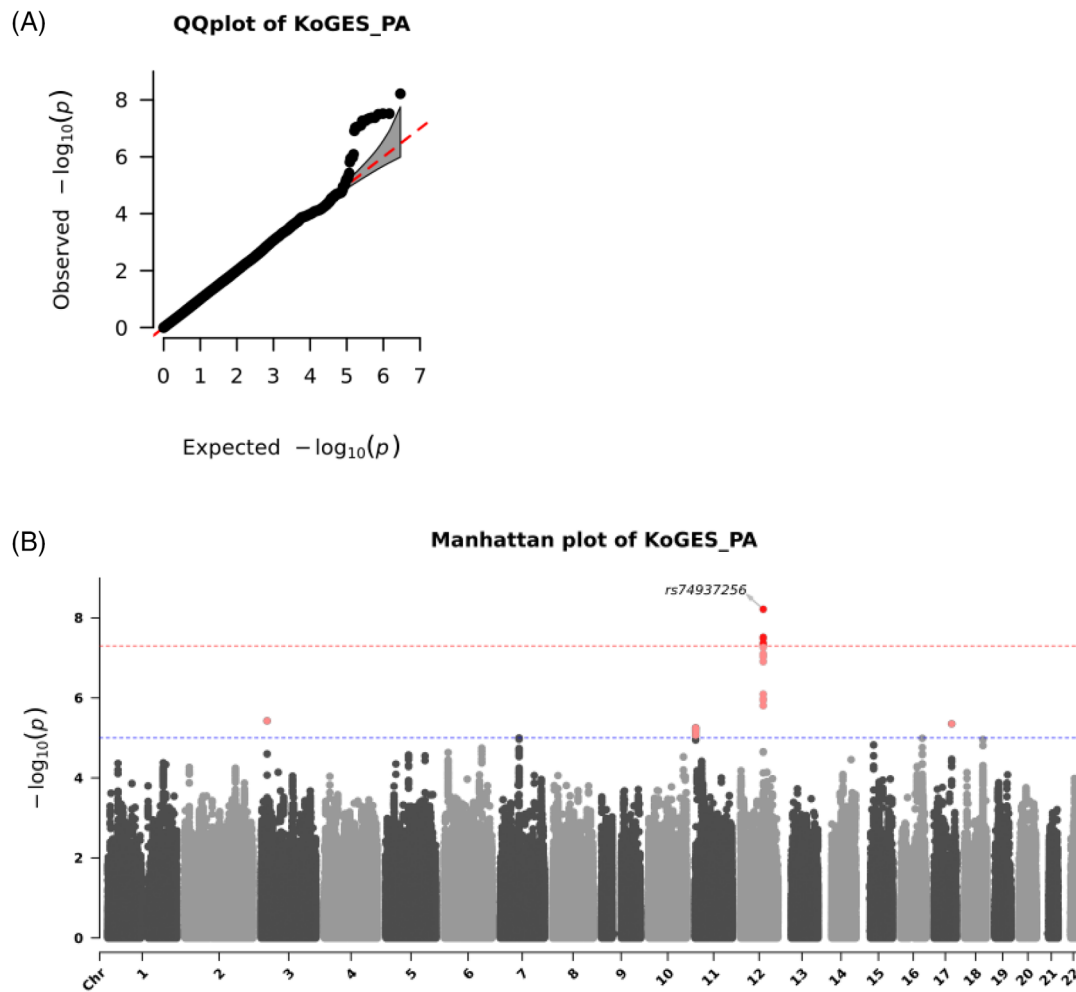 (A)
QQplot of KoGES_PA
Observed −log10(p)
8
6
4
2
0
0 1 2 3 4 5 6 7
Expected −log10(p)
(B)
Manhattan plot of KoGES_PA
rs74937256
−log10(p)
8
6
4
2
0
Chr 1 2 3 4 5 6 7 8 9 10 11 12 13 14 15 16 17 18 19 20 21 22